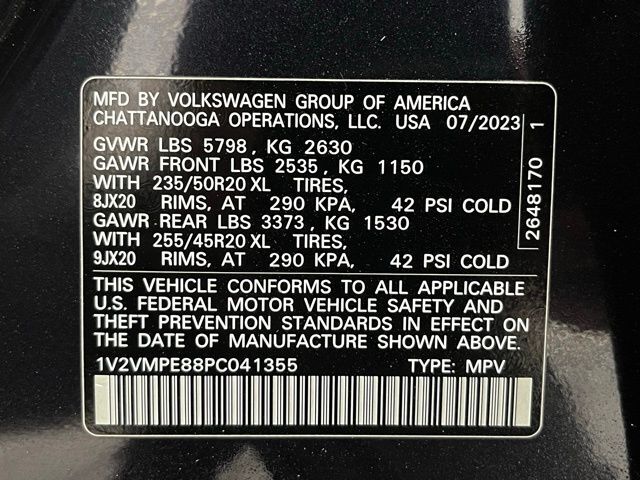 MFD BY VOLKSWAGEN GROUP OF AMERICA
CHATTANOOGA OPERATIONS, LLC. USA 07/2023
GVWR LBS 5798, KG 2630
GAWR FRONT LBS 2535, KG 1150
WITH 235/50R20 XL TIRES,
8JX20 RIMS, AT 290 KPA, 42 PSI COLD
GAWR REAR LBS 3373, KG 1530
WITH 255/45R20 XL TIRES,
9JX20 RIMS, AT 290 KPA, 42 PSI COLD
THIS VEHICLE CONFORMS TO ALL APPLICABLE
U.S. FEDERAL MOTOR VEHICLE SAFETY AND
THEFT PREVENTION STANDARDS IN EFFECT ON
THE DATE OF MANUFACTURE SHOWN ABOVE.
1V2VMPE88PC041355 TYPE: MPV
2648170 1